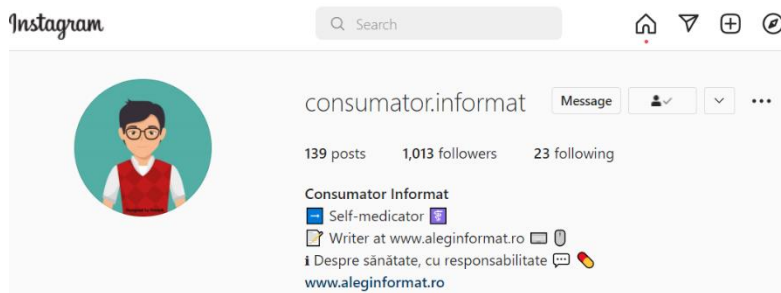 Instagram
Search
consumator.informat
Message
139 posts 1,013 followers 23 following
Consumator Informat
Self-medicator
Writer at www.aleginformat.ro
Despre sănătate, cu responsabilitate
www.aleginformat.ro